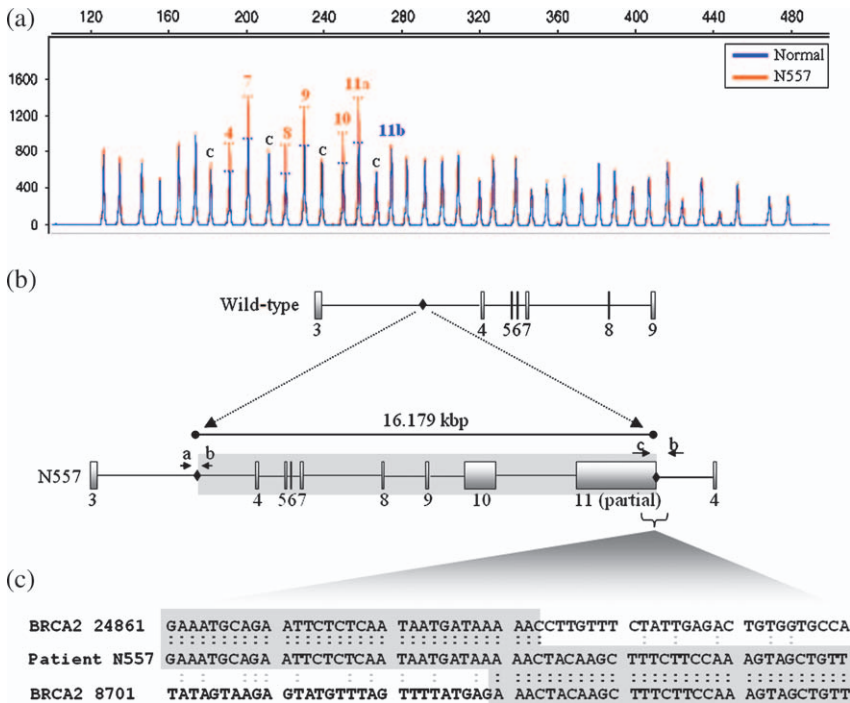 (a)
120 160 200 240 280 320 360 400 440 480
1600
1200
800
400
0
Normal
N557
c 4 7 c 8 9 c 10 11a c 11b
(b)
Wild-type
3 4 567 8 9
16.179 kbp
a b c b
N557
3 4 567 8 9 10 11 (partial) 4
(c)
BRCA2 24861 GAAATGCAGA ATTCTCTCAA TAATGATAAA AACCTTGTTT CTATTGAGAC TGTGGTGCCA
Patient N557 GAAATGCAGA ATTCTCTCAA TAATGATAAA AAACTACAAGC TTTCTTCCAA AGTAGCTGTT
BRCA2 8701 TATAGTAAGA GTATGTTTAG TTTTATGAGA AACTACAAGC TTTCTTCCAA AGTAGCTGTT